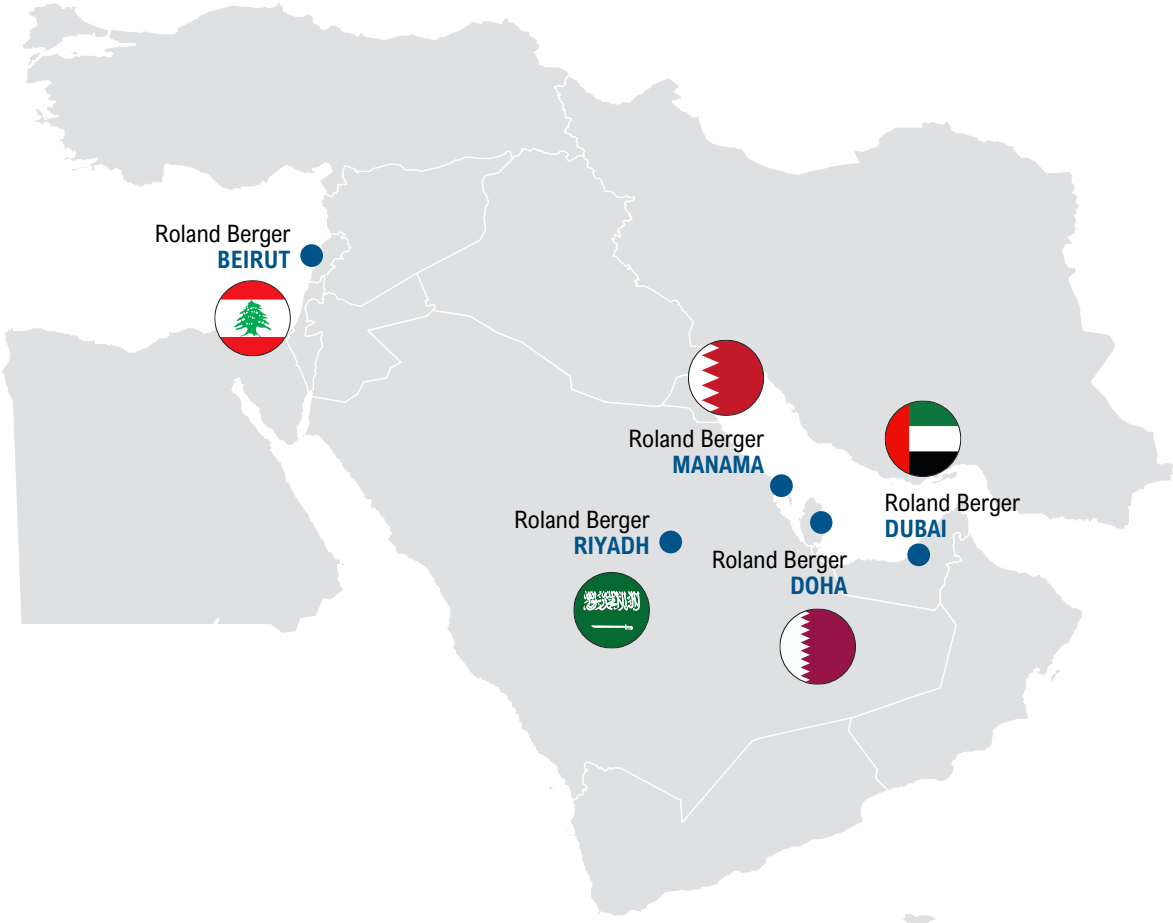 Roland Berger
BEIRUT
Roland Berger
MANAMA
Roland Berger
DUBAI
Roland Berger
RIYADH
Roland Berger
DOHA